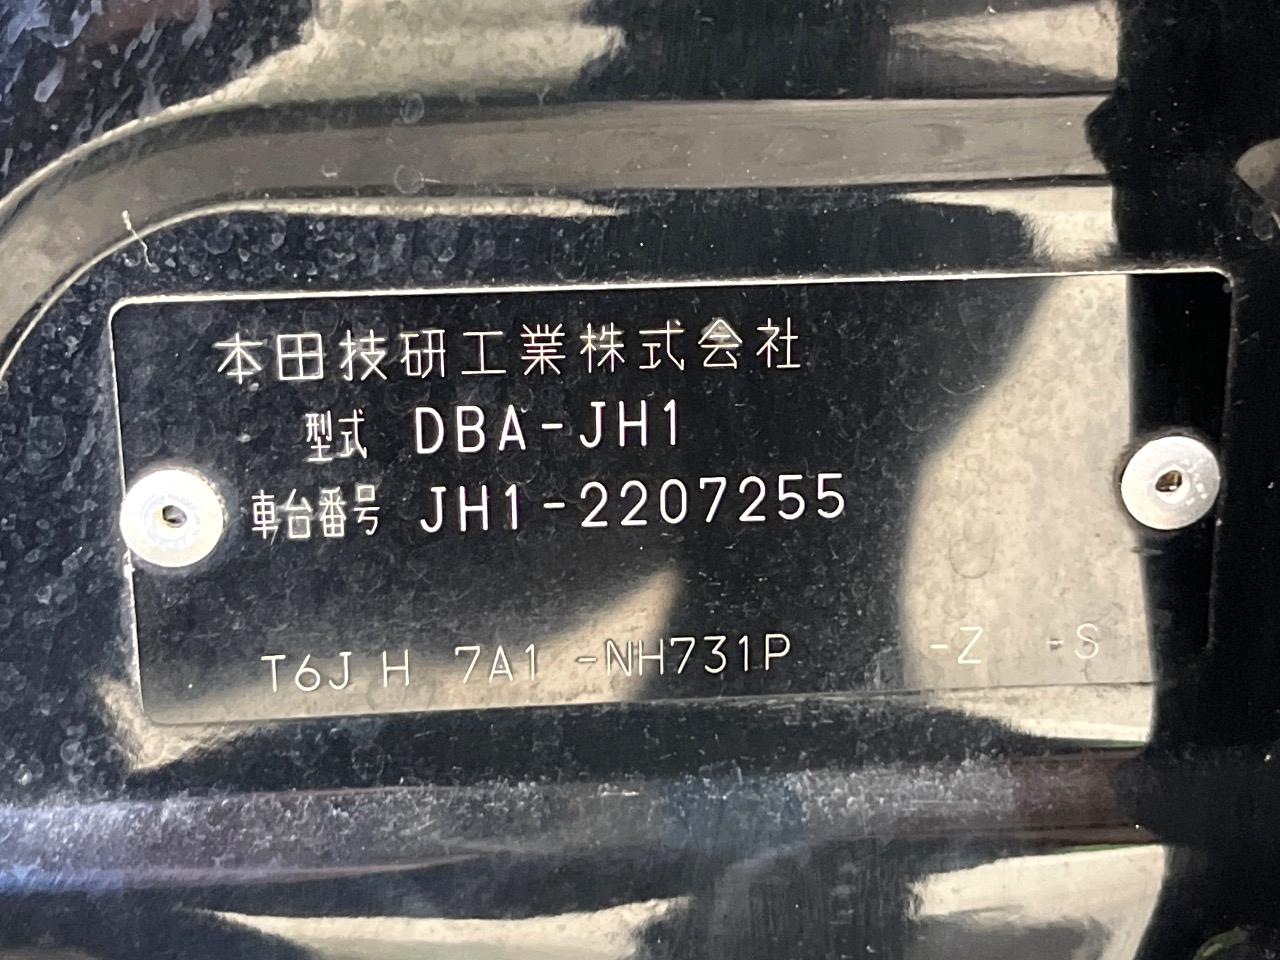 本田技研工業株式会社
型式 DBA-JH1
車台番号 JH1-2207255
T6J H 7A1 -NH731P -Z -S